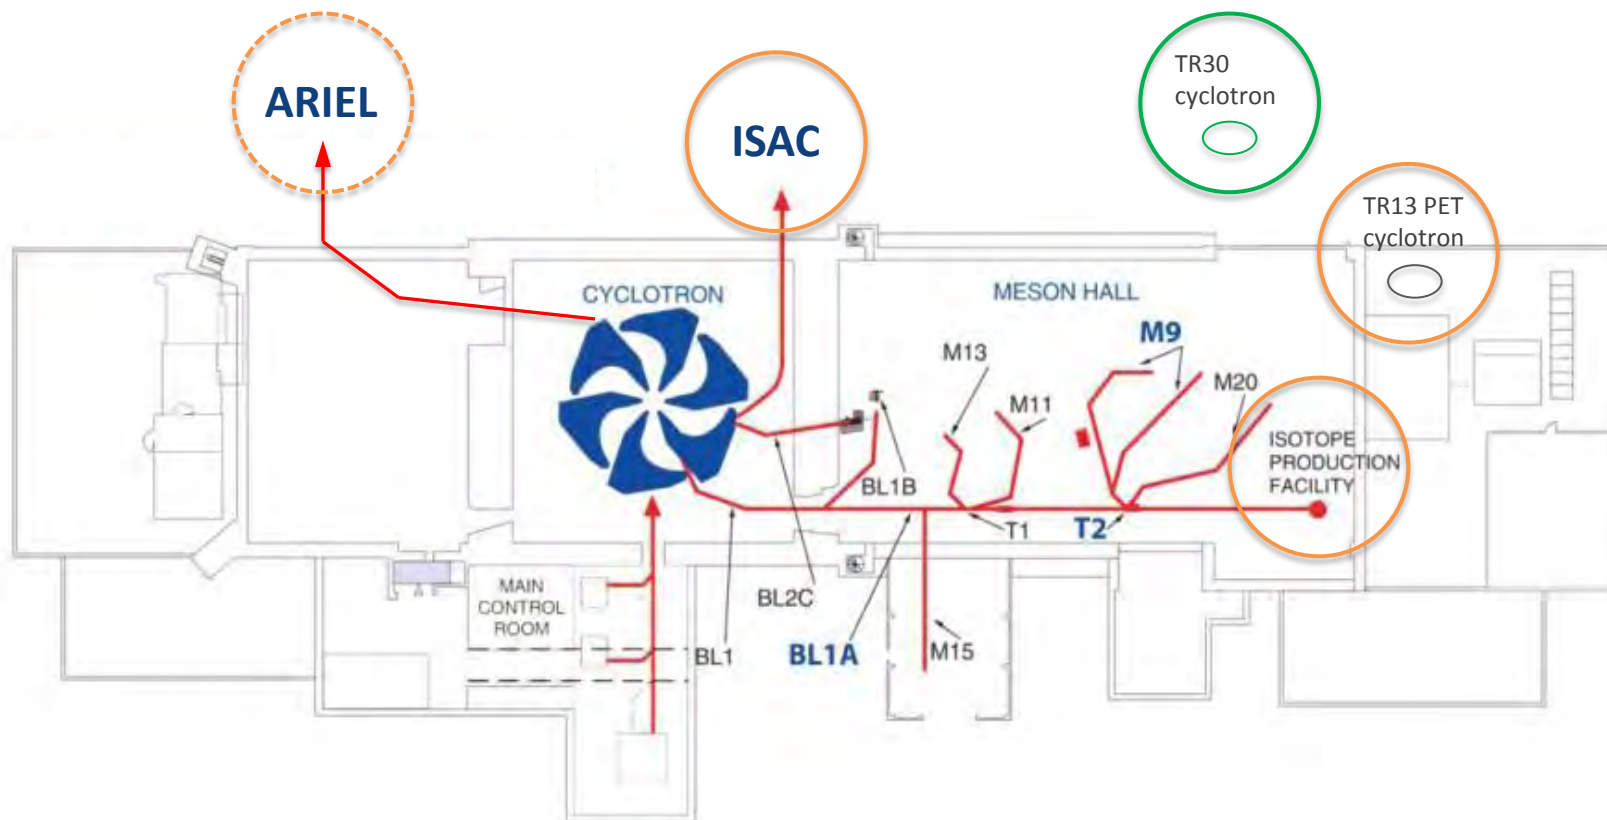 ARIEL
ISAC
TR30
cyclotron
TR13 PET
cyclotron
CYCLOTRON
MESON HALL
M9
M13
M20
M11
ISOTOPE
PRODUCTION
FACILITY
BL1B
T1
T2
MAIN
CONTROL
ROOM
BL2C
BL1
BL1A
M15